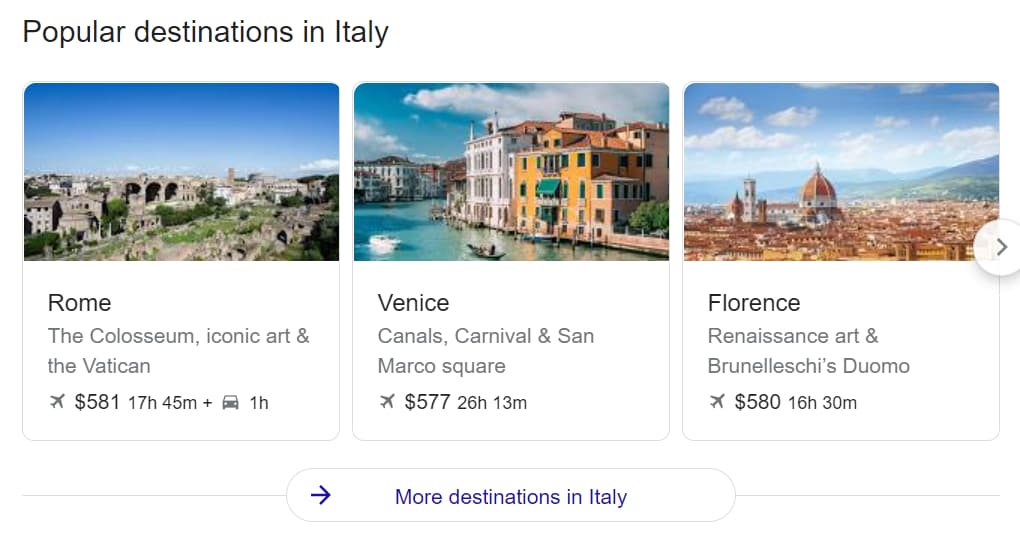 Popular destinations in Italy
Rome
The Colosseum, iconic art &
the Vatican
$581 17h 45m + 1h
Venice
Canals, Carnival & San
Marco square
$577 26h 13m
Florence
Renaissance art &
Brunelleschi’s Duomo
$580 16h 30m
More destinations in Italy